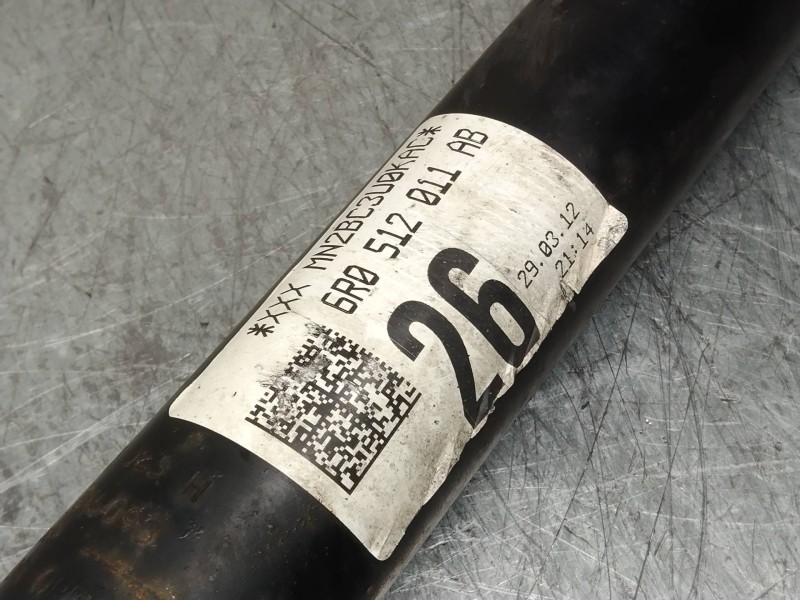 *XXX MN2BC3U0KAC*
6R0 512 011 AB
26
29.03.12
21:14